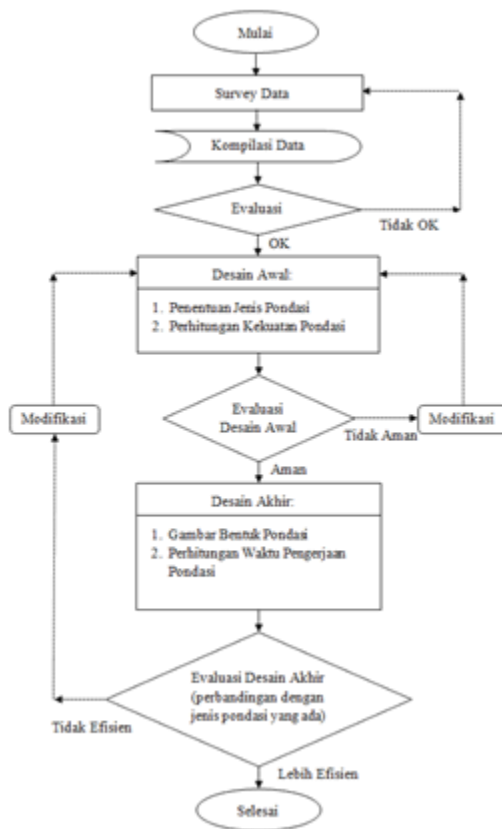 Mulai
Survey Data
Kompilasi Data
Evaluasi
Tidak OK
OK
Desain Awal:
1. Penentuan Jenis Pondasi
2. Perhitungan Kekuatan Pondasi
Modifikasi
Evaluasi
Desain Awal
Tidak Aman
Modifikasi
Aman
Desain Akhir:
1. Gambar Bentuk Pondasi
2. Perhitungan Waktu Pengerjaan
Pondasi
Evaluasi Desain Akhir
(perbandingan dengan
jenis pondasi yang ada)
Tidak Efisien
Lebih Efisien
Selesai